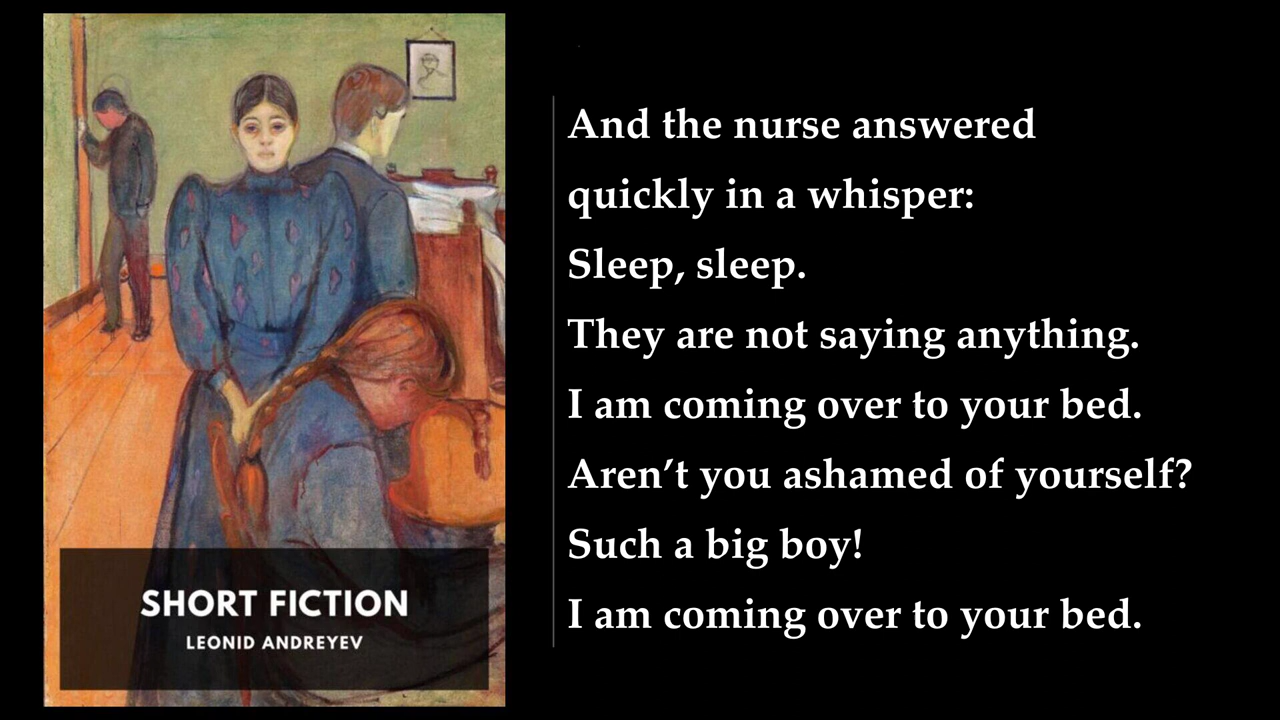 SHORT FICTION
LEONID ANDREYEV
And the nurse answered
quickly in a whisper:
Sleep, sleep.
They are not saying anything.
I am coming over to your bed.
Aren’t you ashamed of yourself?
Such a big boy!
I am coming over to your bed.